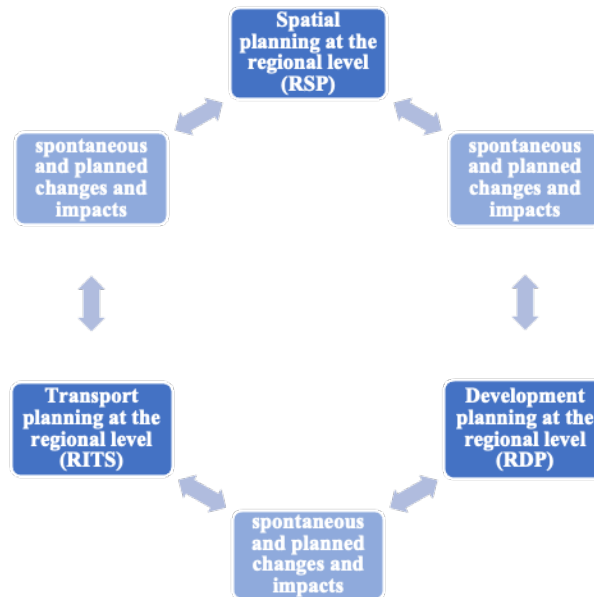 Spatial
planning at the
regional level
(RSP)
spontaneous
and planned
changes and
impacts
spontaneous
and planned
changes and
impacts
Transport
planning at the
regional level
(RITS)
Development
planning at the
regional level
(RDP)
spontaneous
and planned
changes and
impacts